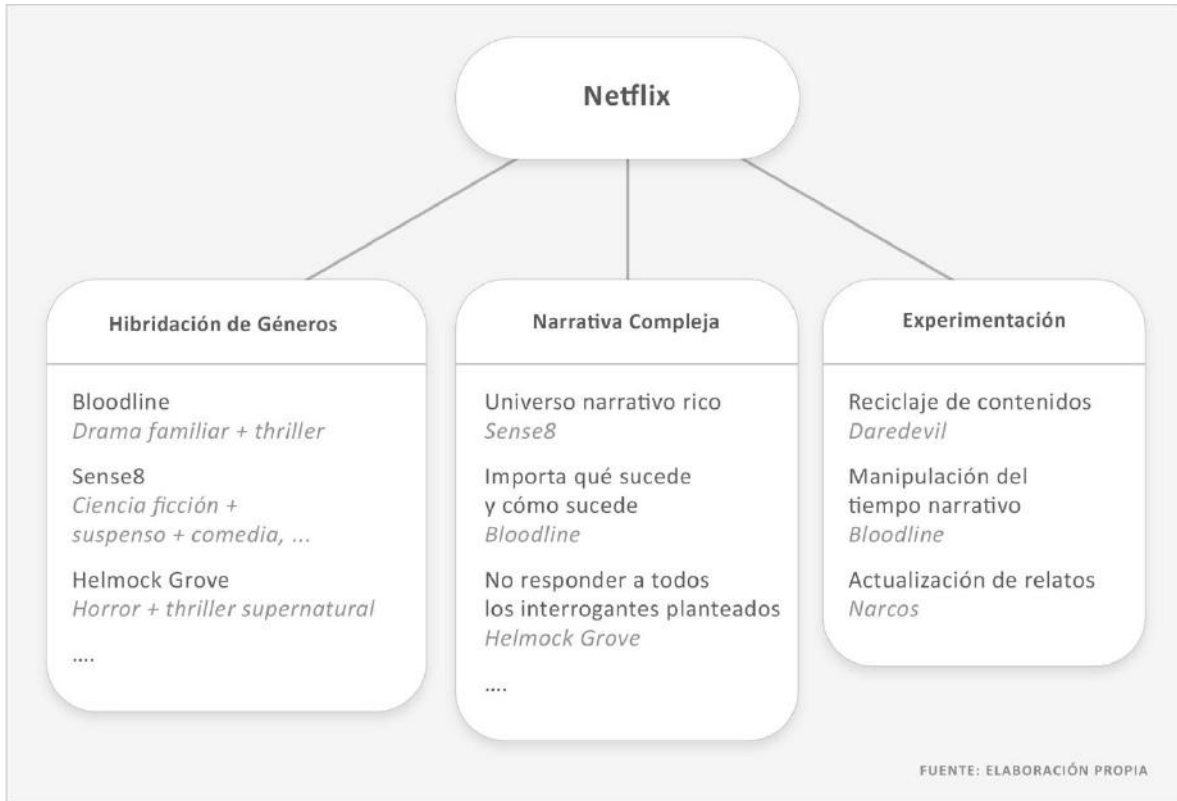 Netflix
Hibridación de Géneros
Bloodline
Drama familiar + thriller
Sense8
Ciencia ficción +
suspenso + comedia, ...
Helmock Grove
Horror + thriller supernatural
....
Narrativa Compleja
Universo narrativo rico
Sense8
Importa qué sucede
y cómo sucede
Bloodline
No responder a todos
los interrogantes planteados
Helmock Grove
....
Experimentación
Reciclaje de contenidos
Daredevil
Manipulación del
tiempo narrativo
Bloodline
Actualización de relatos
Narcos
FUENTE: ELABORACIÓN PROPIA